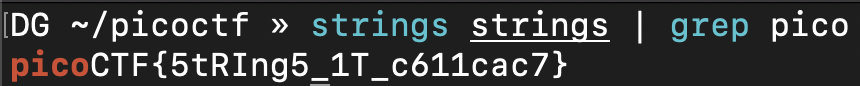 [DG ~/picoctf » strings strings | grep pico
picoCTF{5tRIng5_1T_c611cac7}